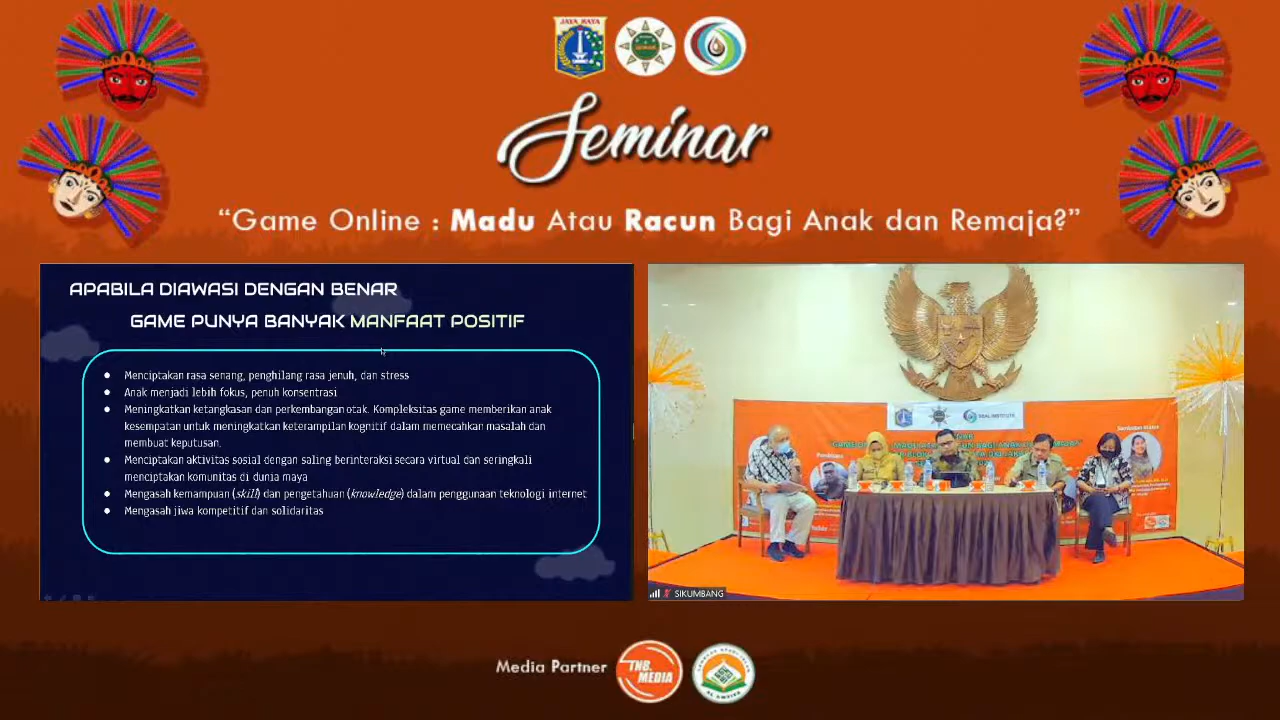 JAYA RAYA
Seminar
“Game Online : Madu Atau Racun Bagi Anak dan Remaja?”
APABILA DIAWASI DENGAN BENAR
GAME PUNYA BANYAK MANFAAT POSITIF
● Menciptakan rasa senang, penghilang rasa jenuh, dan stress
● Anak menjadi lebih fokus, penuh konsentrasi
● Meningkatkan ketangkasan dan perkembangan otak. Kompleksitas game memberikan anak
kesempatan untuk meningkatkan keterampilan kognitif dalam memecahkan masalah dan
membuat keputusan.
● Menciptakan aktivitas sosial dengan saling berinteraksi secara virtual dan seringkali
menciptakan komunitas di dunia maya
● Mengasah kemampuan (skill) dan pengetahuan (knowledge) dalam penggunaan teknologi internet
● Mengasah jiwa kompetitif dan solidaritas
SIKUMBANG
Media Partner
TNB.
MEDIA